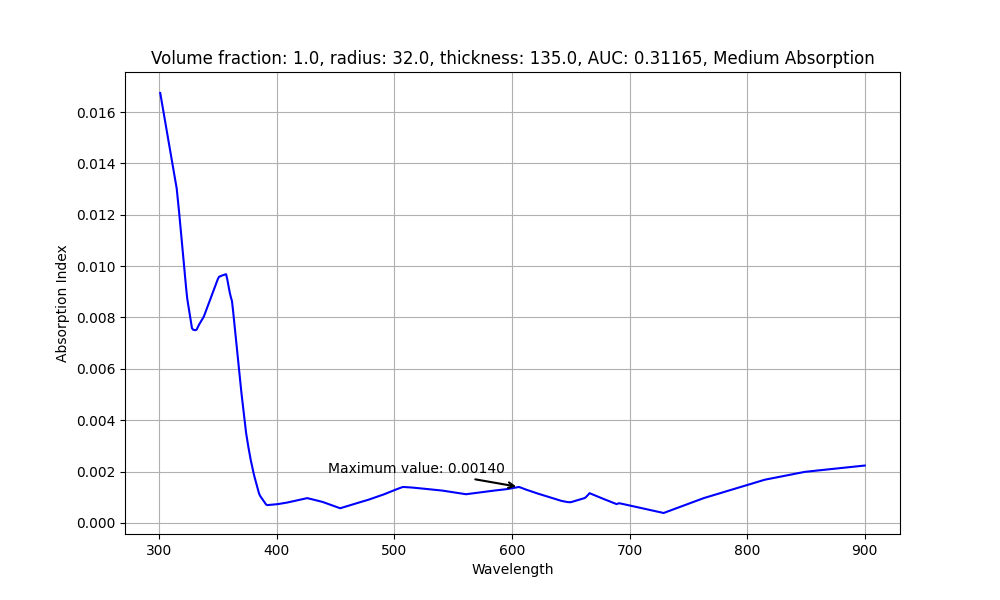 Volume fraction: 1.0, radius: 32.0, thickness: 135.0, AUC: 0.31165, Medium Absorption
0.016
0.014
0.012
0.010
0.008
0.006
0.004
0.002
0.000
Absorption Index
Maximum value: 0.00140
300 400 500 600 700 800 900
Wavelength